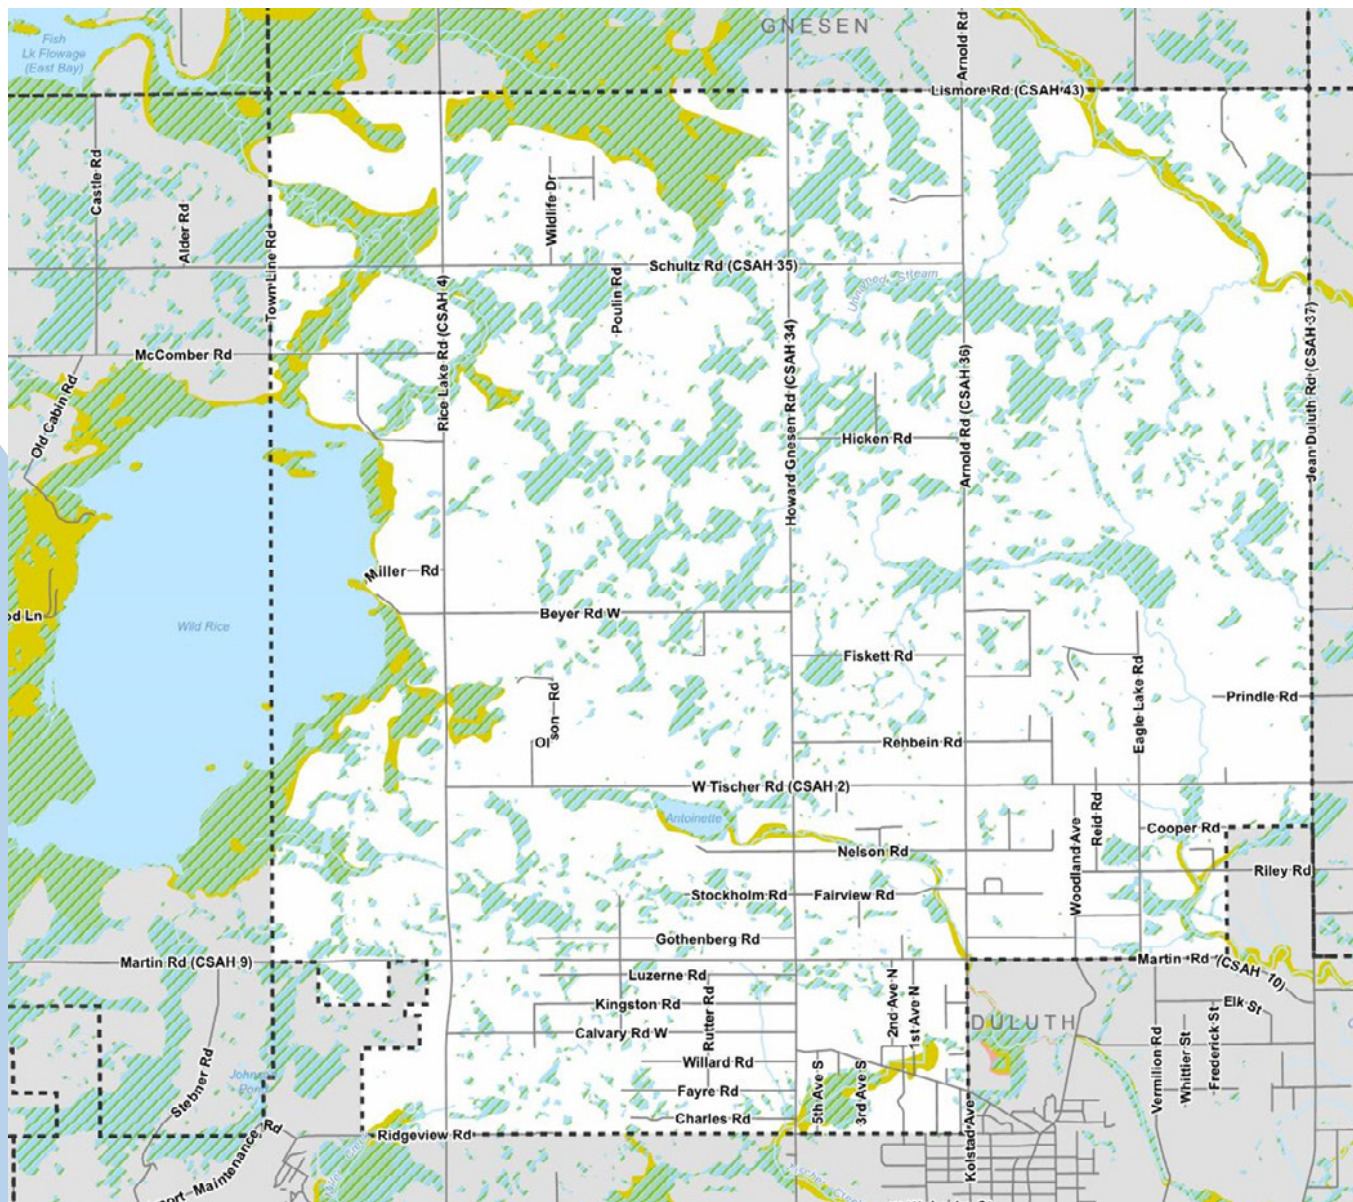 GNESEN
Fish
Lk Flowage
(East Bay)
Arnold Rd
Lismore Rd (CSAH 43)
Castle Rd
Alder Rd
Town Line Rd
Wildlife Dr
Schultz Rd (CSAH 35)
Unnamed Stream
Poulin Rd
Rice Lake Rd (CSAH 4)
Howard Gnesen Rd (CSAH 34)
Arnold Rd (CSAH 36)
Jean Duluth Rd (CSAH 37)
McComber Rd
Old Cabin Rd
Hicken Rd
Miller Rd
od Ln
Wild Rice
Beyer Rd W
Fiskett Rd
Eagle Lake Rd
Prindle Rd
Olson Rd
Rehbein Rd
W Tischer Rd (CSAH 2)
Antoinette
Reid Rd
Woodland Ave
Cooper Rd
Nelson Rd
Riley Rd
Stockholm Rd
Fairview Rd
Gothenberg Rd
Martin Rd (CSAH 9)
Martin Rd (CSAH 10)
Luzerne Rd
Kingston Rd
Rutter Rd
2nd Ave N
1st Ave N
Calvary Rd W
DULUTH
Elk St
Vermilion Rd
Whittier St
Frederick St
Willard Rd
Stebner Rd
Fayre Rd
5th Ave S
3rd Ave S
Charles Rd
Kolstad Ave
Ridgeview Rd
port Maintenance Rd